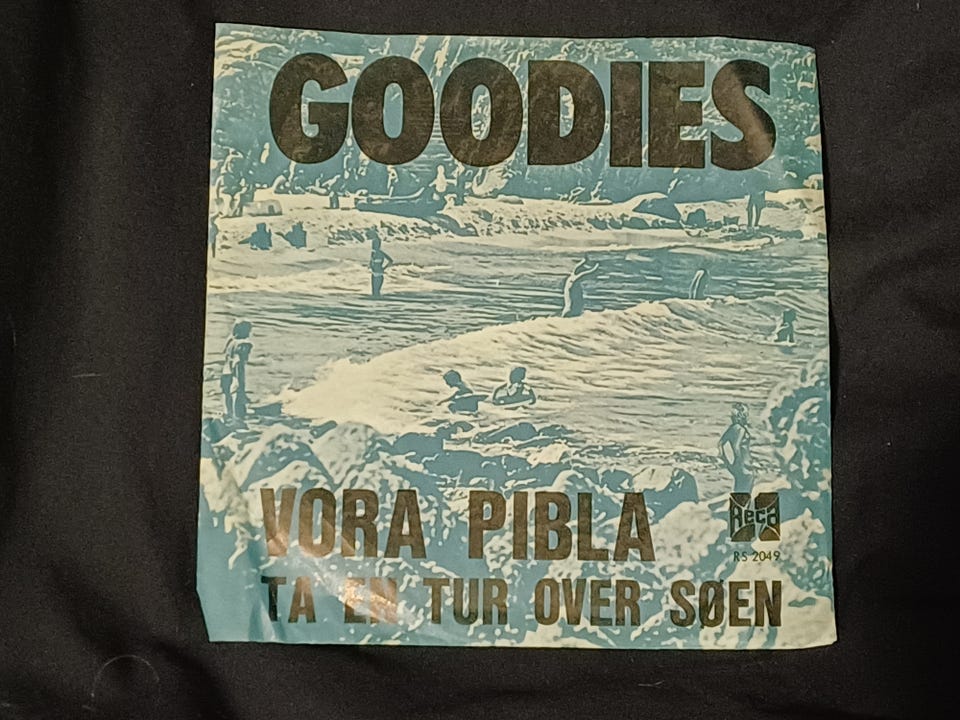 GOODIES
VORA PIBLA
Reca
RS 2049
TA EN TUR OVER SØEN